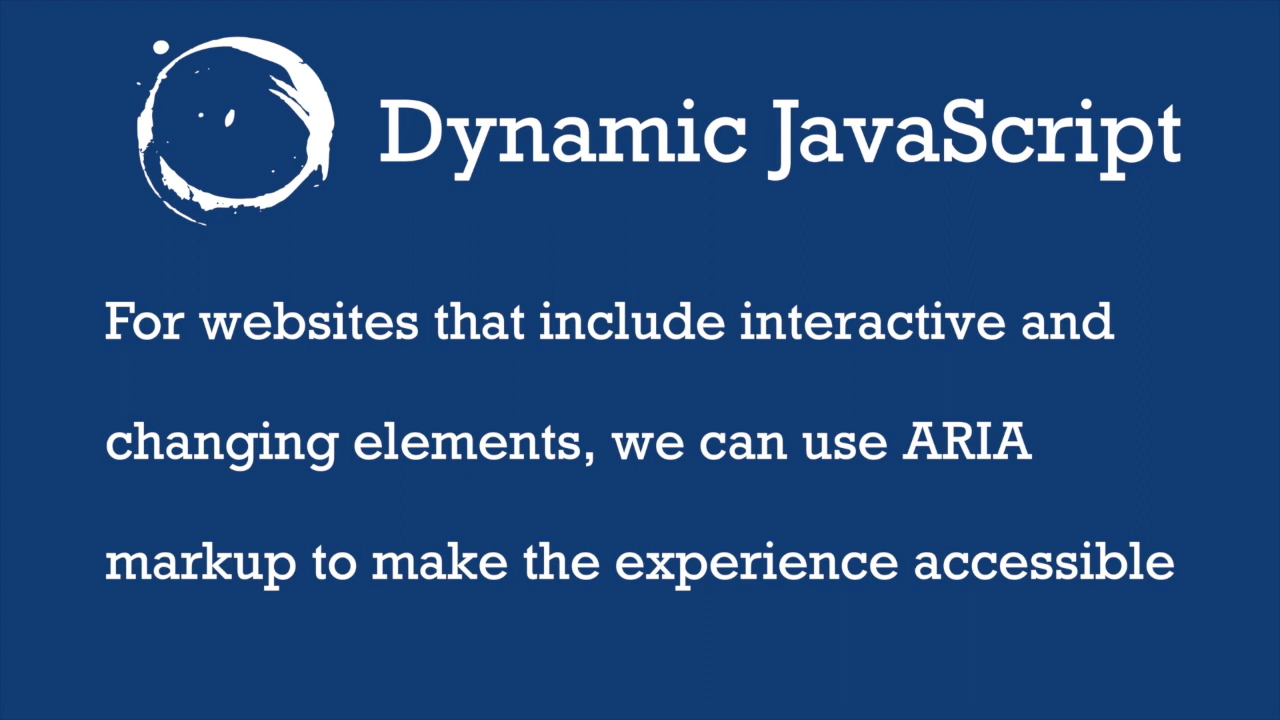 Dynamic JavaScript
For websites that include interactive and
changing elements, we can use ARIA
markup to make the experience accessible